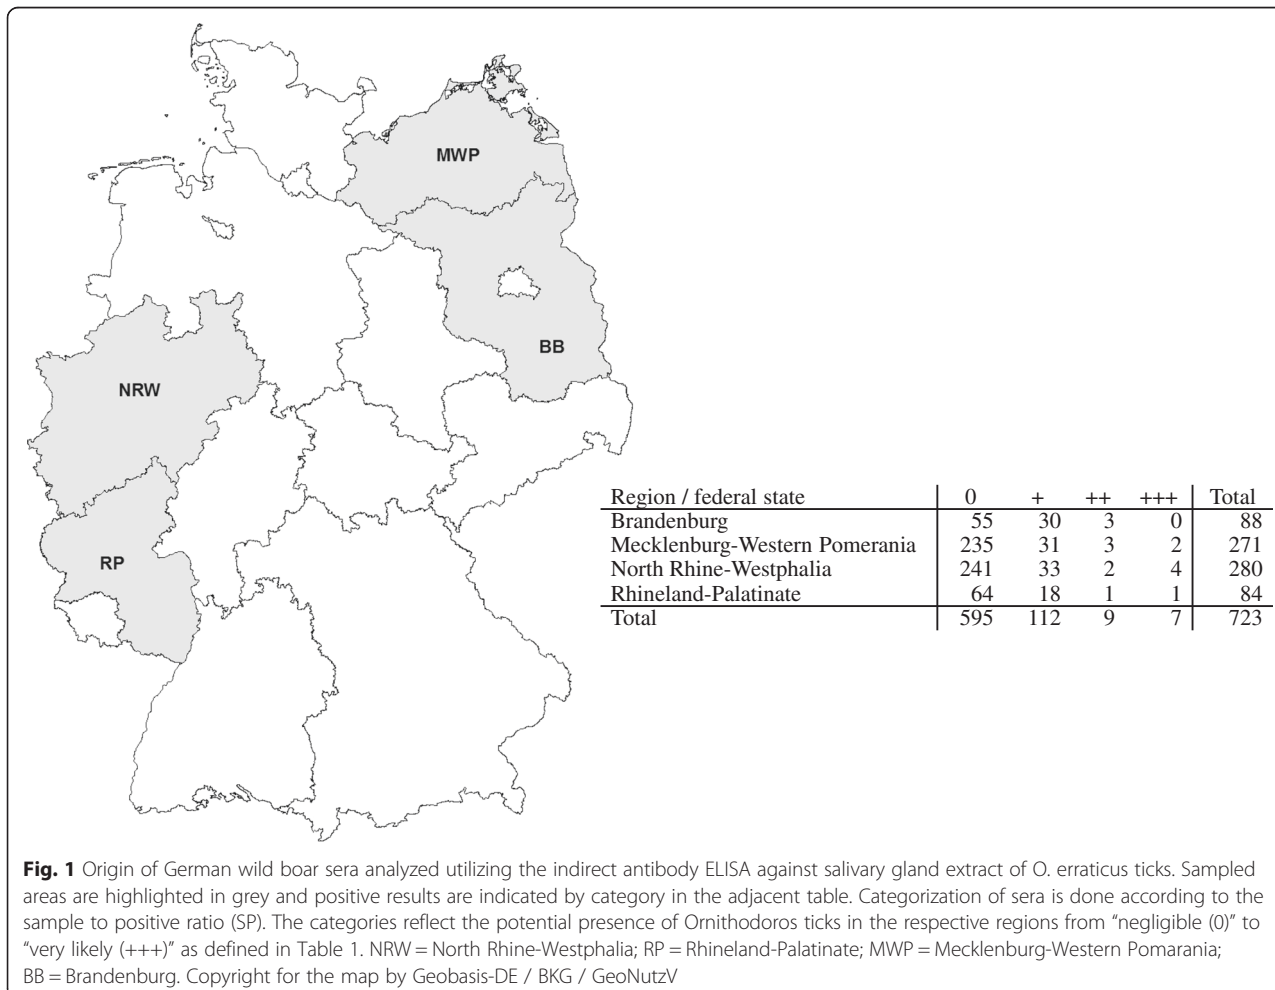 MWP
BB
NRW
RP
Region / federal state 0 + ++ +++ Total
Brandenburg 55 30 3 0 88
Mecklenburg-Western Pomerania 235 31 3 2 271
North Rhine-Westphalia 241 33 2 4 280
Rhineland-Palatinate 64 18 1 1 84
Total 595 112 9 7 723
Fig. 1 Origin of German wild boar sera analyzed utilizing the indirect antibody ELISA against salivary gland extract of O. erraticus ticks. Sampled
areas are highlighted in grey and positive results are indicated by category in the adjacent table. Categorization of sera is done according to the
sample to positive ratio (SP). The categories reflect the potential presence of Ornithodoros ticks in the respective regions from “negligible (0)” to
“very likely (+++)” as defined in Table 1. NRW = North Rhine-Westphalia; RP = Rhineland-Palatinate; MWP = Mecklenburg-Western Pomarania;
BB = Brandenburg. Copyright for the map by Geobasis-DE / BKG / GeoNutzV